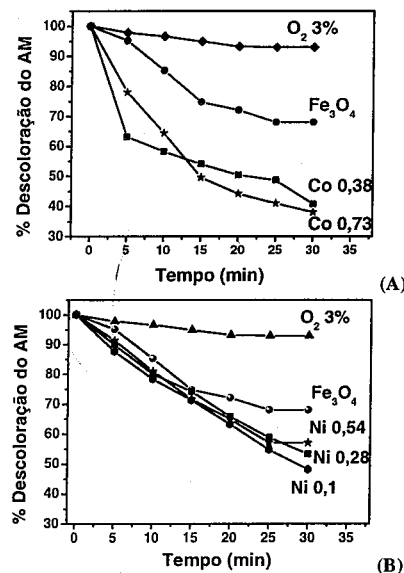 O₂ 3%
Fe₃O₄
Co 0,38
Co 0,73
% Descoloração do AM
100
90
80
70
60
50
40
30
0 5 10 15 20 25 30 35
Tempo (min)
(A)
O₂ 3%
Fe₃O₄
Ni 0,54
Ni 0,28
Ni 0,1
% Descoloração do AM
100
90
80
70
60
50
40
30
0 5 10 15 20 25 30 35
Tempo (min)
(B)